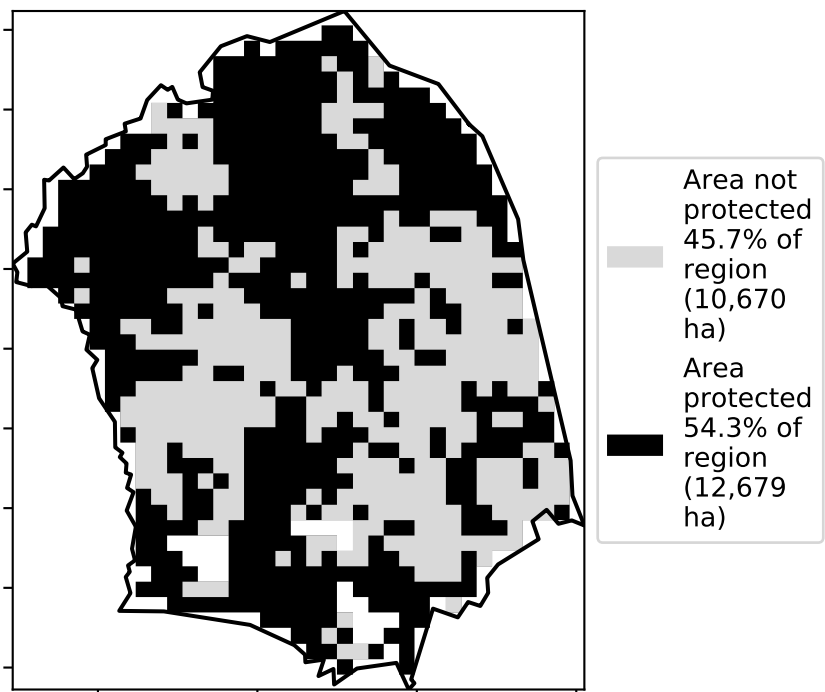 Area not
protected
45.7% of
region
(10,670
ha)
Area
protected
54.3% of
region
(12,679
ha)